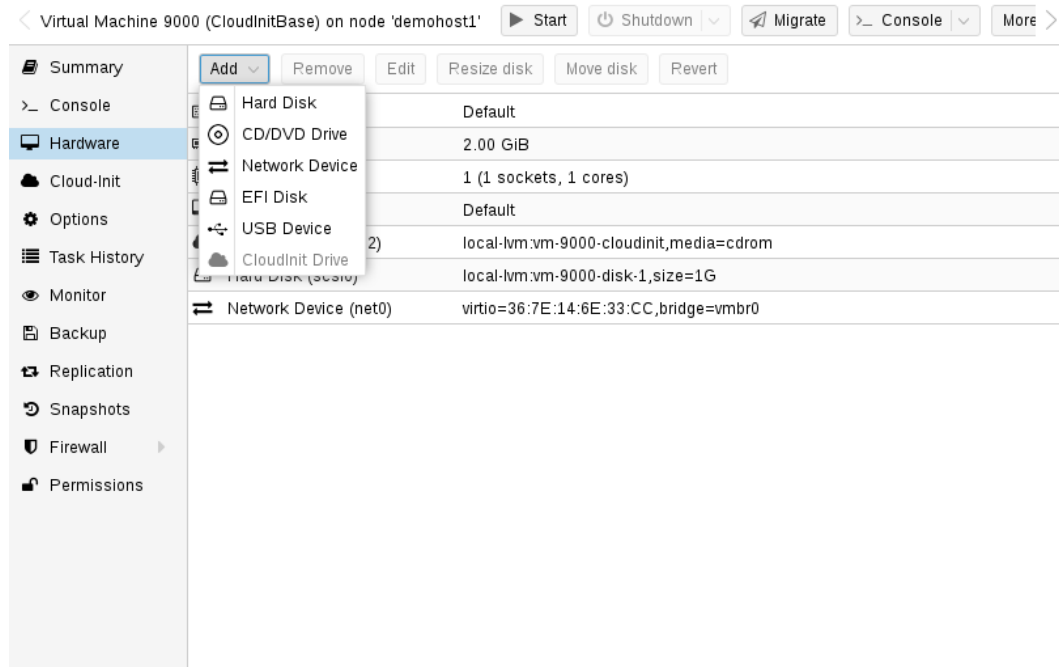 Virtual Machine 9000 (CloudInitBase) on node 'demohost1' Start Shutdown Migrate >_ Console More
Summary
Console
Hardware
Cloud-Init
Options
Task History
Monitor
Backup
Replication
Snapshots
Firewall
Permissions
Add Remove Edit Resize disk Move disk Revert
Hard Disk
CD/DVD Drive
Network Device
EFI Disk
USB Device
CloudInit Drive
Default
2.00 GiB
1 (1 sockets, 1 cores)
Default
2) local-lvm:vm-9000-cloudinit,media=cdrom
Hard Disk (scsi0) local-lvm:vm-9000-disk-1,size=1G
Network Device (net0) virtio=36:7E:14:6E:33:CC,bridge=vmbr0